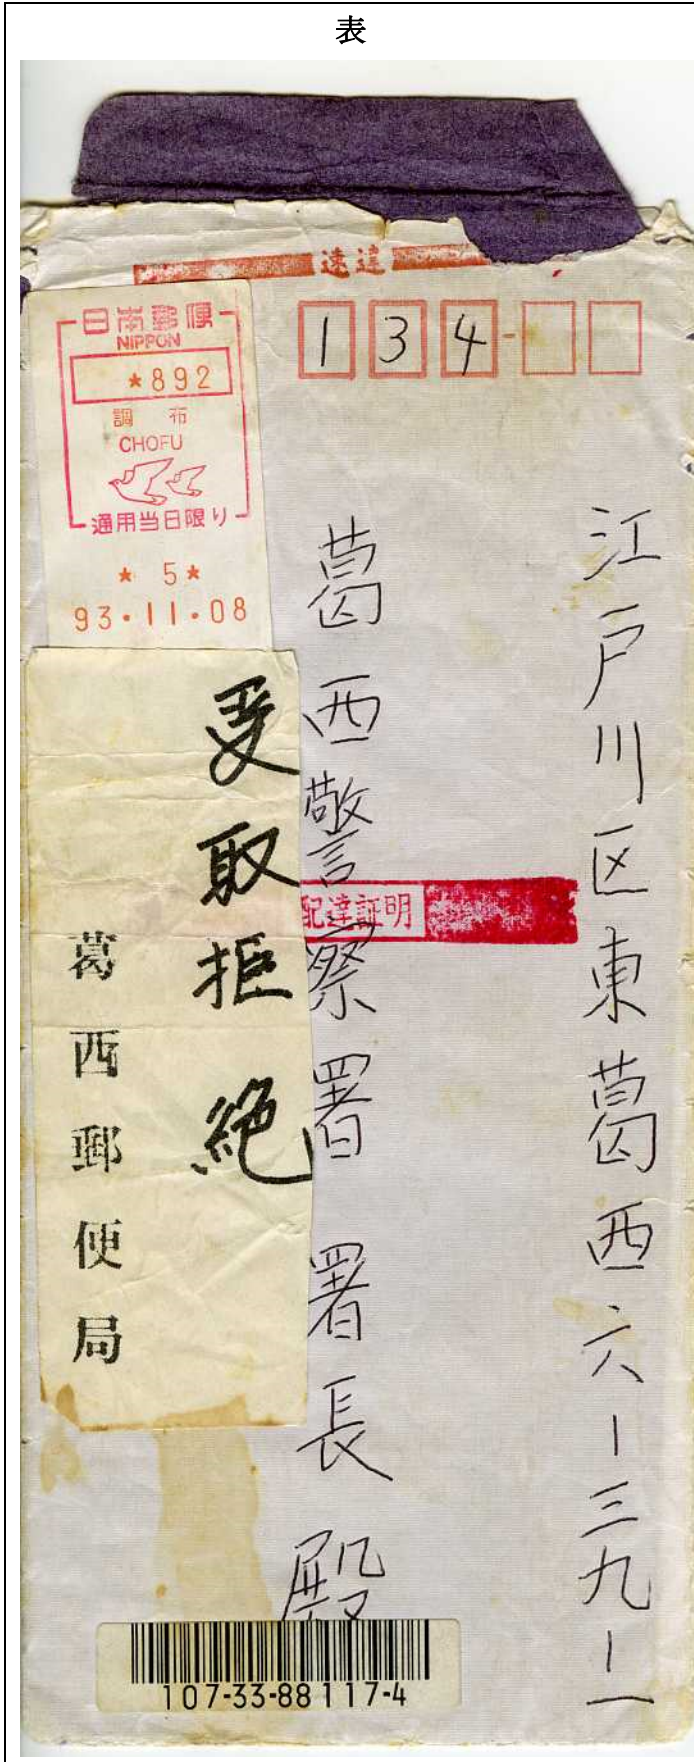 表
速達
日本郵便
NIPPON
*892
調布
CHOFU
通用当日限り
* 5 *
93・11・08
134-
江戸川区東葛西六ー三九ー一
葛西警察署 署長殿
配達証明
受取拒絶
葛西郵便局
107-33-88117-4